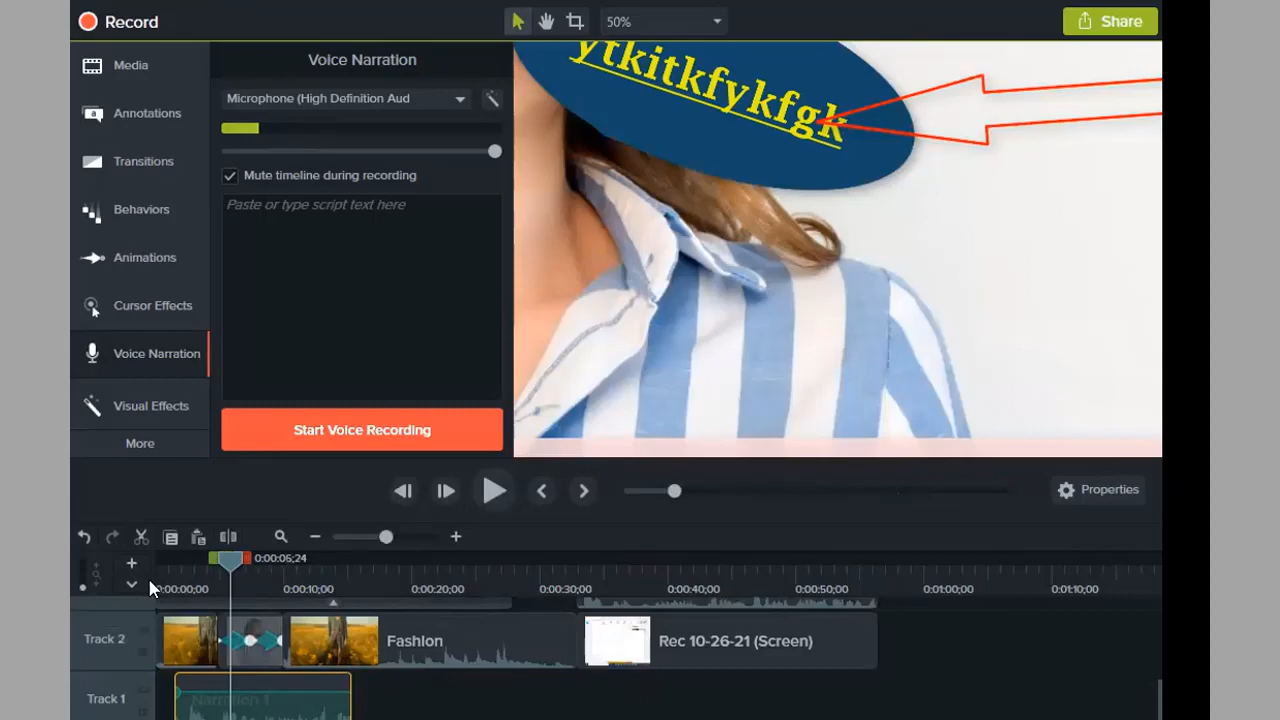 Record
50%
Share
Media
Annotations
Transitions
Behaviors
Animations
Cursor Effects
Voice Narration
Visual Effects
More
Voice Narration
Microphone (High Definition Aud
Mute timeline during recording
Paste or type script text here
Start Voice Recording
ytkitkfykfgk
Properties
0:00:05;24
0:00:00;00 0:00:10;00 0:00:20;00 0:00:30;00 0:00:40;00 0:00:50;00 0:01:00;00 0:01:10;00
Track 2
Fashion
Rec 10-26-21 (Screen)
Track 1
Narration 1